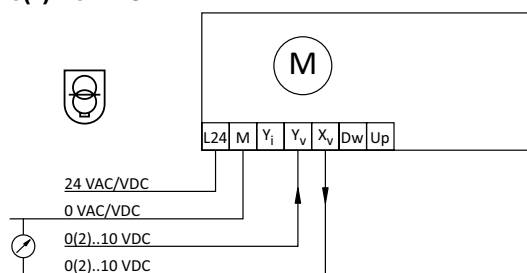 M
L24 M Yi Yv Xv Dw Up
24 VAC/VDC
0 VAC/VDC
0(2)..10 VDC
0(2)..10 VDC